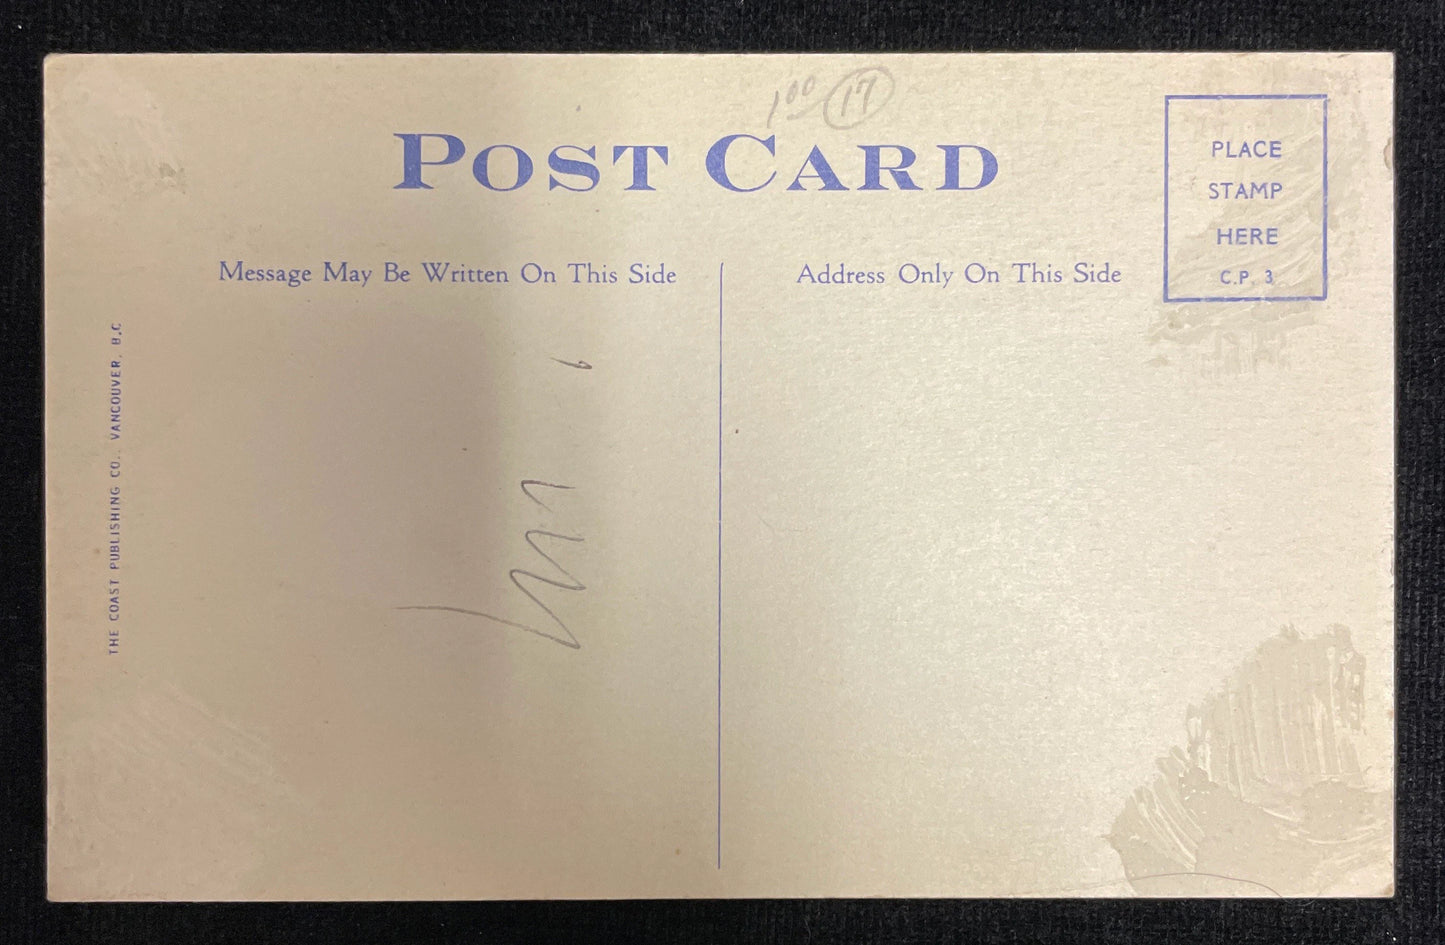 1 00 17
POST CARD
PLACE
STAMP
HERE
C.P. 3
Message May Be Written On This Side
Address Only On This Side
THE COAST PUBLISHING CO., VANCOUVER, B.C